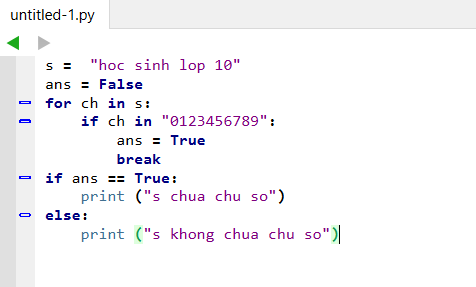 untitled-1.py
s =  "hoc sinh lop 10"
ans = False
for ch in s:
    if ch in "0123456789":
        ans = True
        break
if ans == True:
    print ("s chua chu so")
else:
    print ("s khong chua chu so")